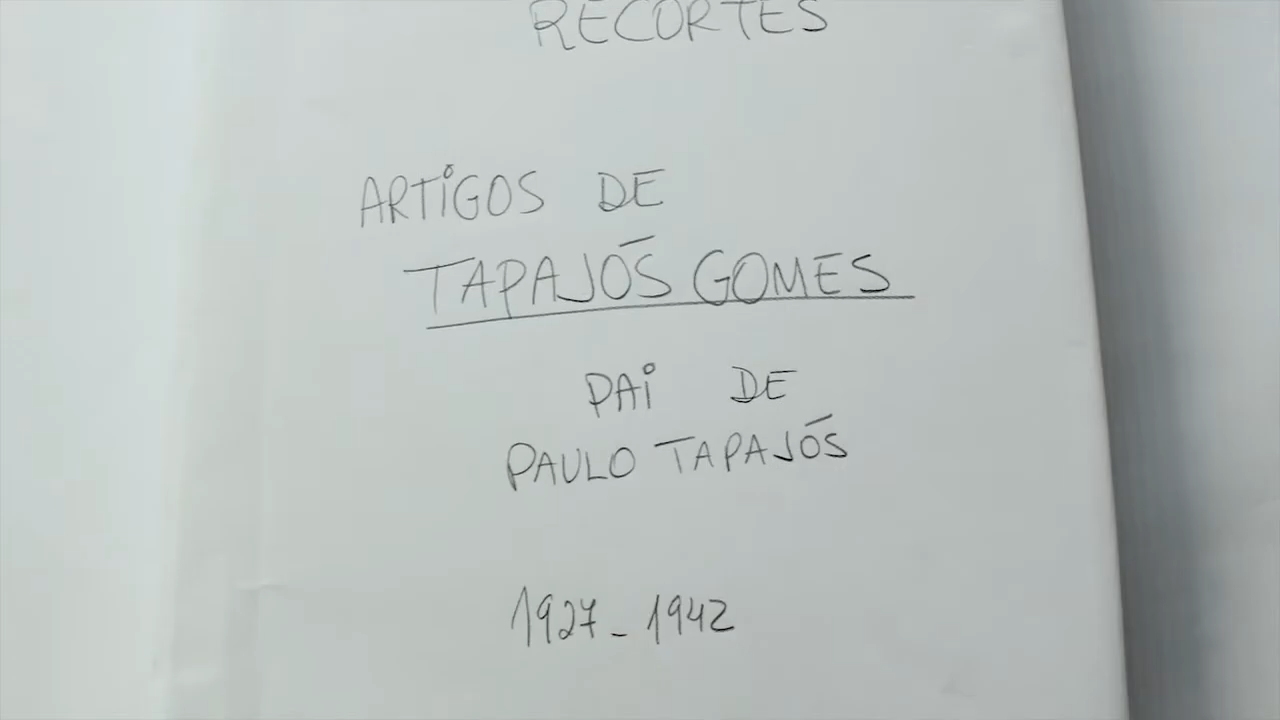 RECORTES
ARTiGOS DE
TAPAJÓS GOMES
PAi DE
PAULO TAPAJÓS
1927-1942